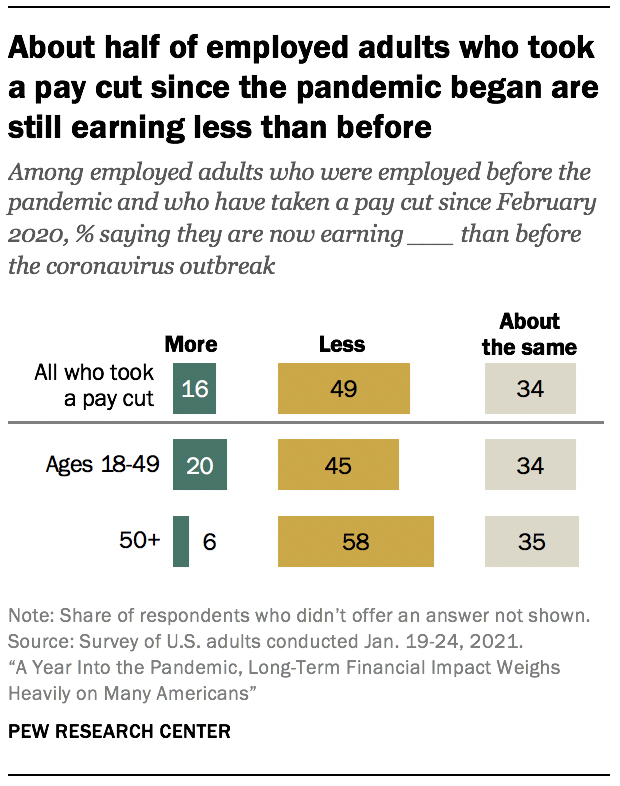 About half of employed adults who took
a pay cut since the pandemic began are
still earning less than before
Among employed adults who were employed before the
pandemic and who have taken a pay cut since February
2020, % saying they are now earning ___ than before
the coronavirus outbreak
More Less About the same
All who took a pay cut 16 49 34
Ages 18-49 20 45 34
50+ 6 58 35
Note: Share of respondents who didn’t offer an answer not shown.
Source: Survey of U.S. adults conducted Jan. 19-24, 2021.
“A Year Into the Pandemic, Long-Term Financial Impact Weighs
Heavily on Many Americans”
PEW RESEARCH CENTER